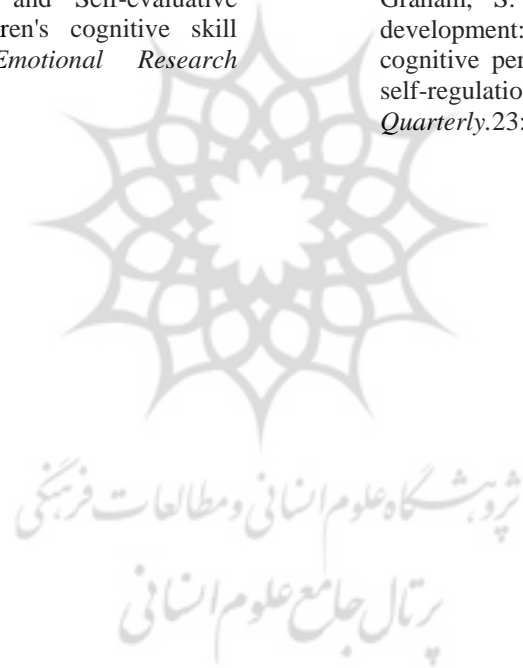 and Self-evaluative
ren's cognitive skill
Emotional Research
Graham, S.
development:
cognitive per
self-regulatio
Quarterly.23:
پژوهشگاه علوم انسانی و مطالعات فرهنگی
پرتال جامع علوم انسانی